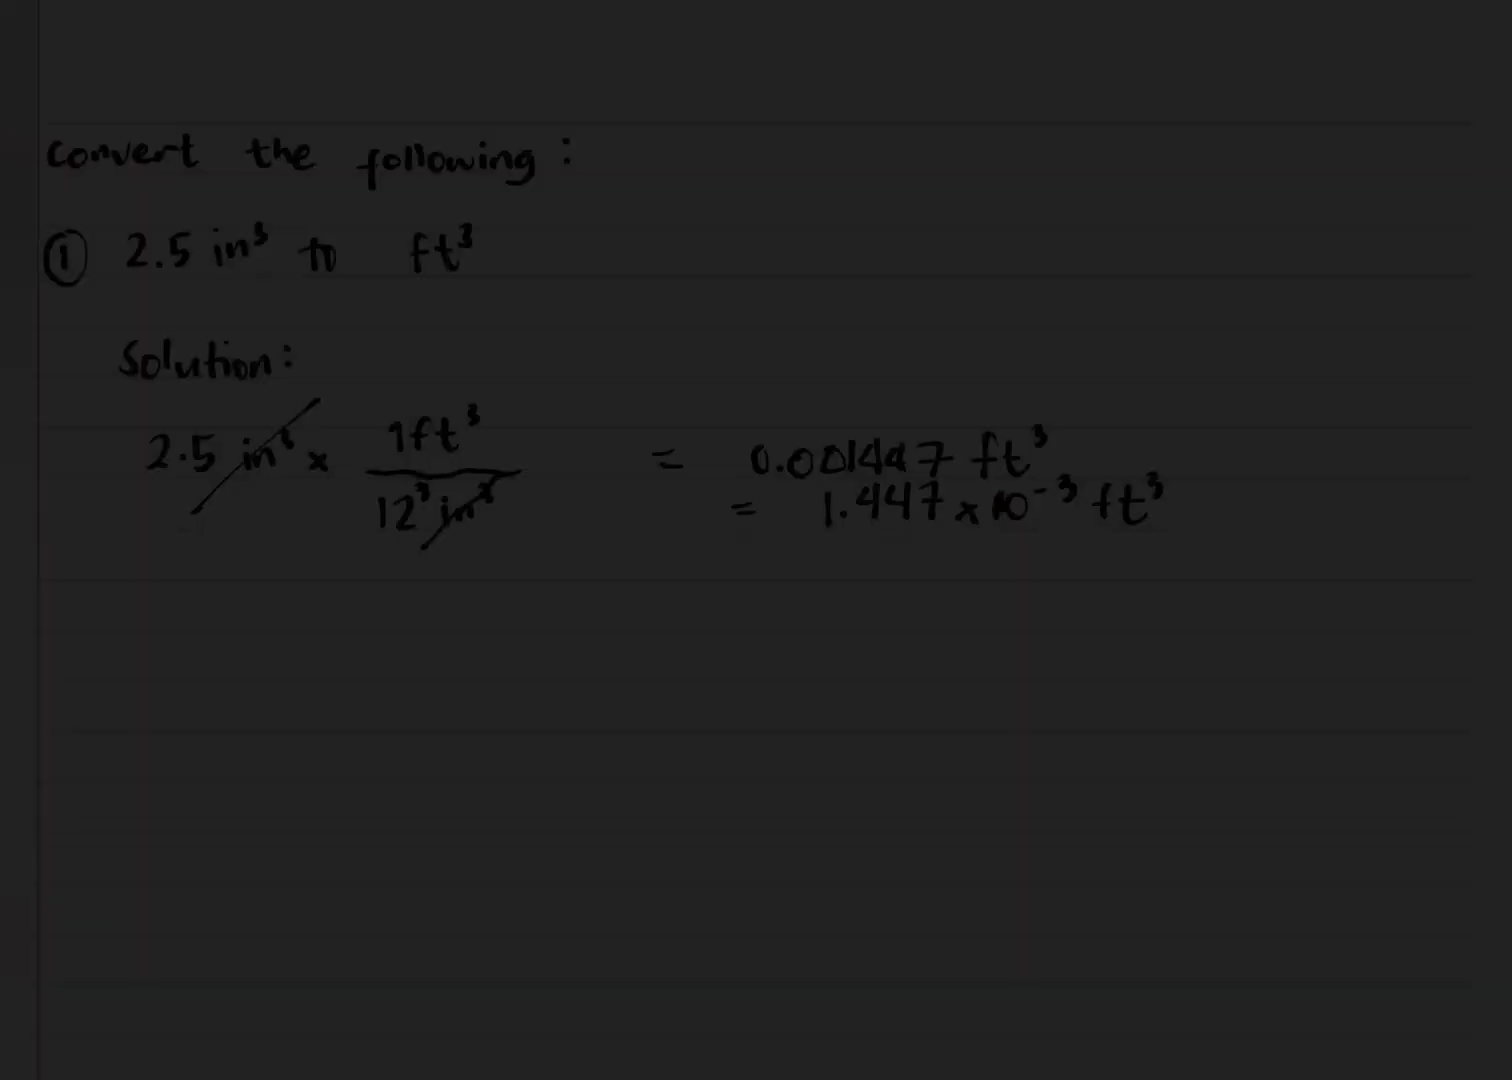 Convert the following:
① 2.5 in³ to ft³
Solution:
2.5 in³ x 1ft³ / 12³ in³ = 0.001447 ft³
= 1.447 x 10⁻³ ft³